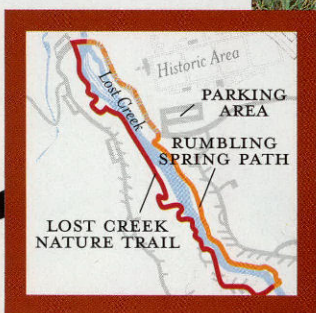 Historic Area
Lost Creek
PARKING
AREA
RUMBLING
SPRING PATH
LOST CREEK
NATURE TRAIL